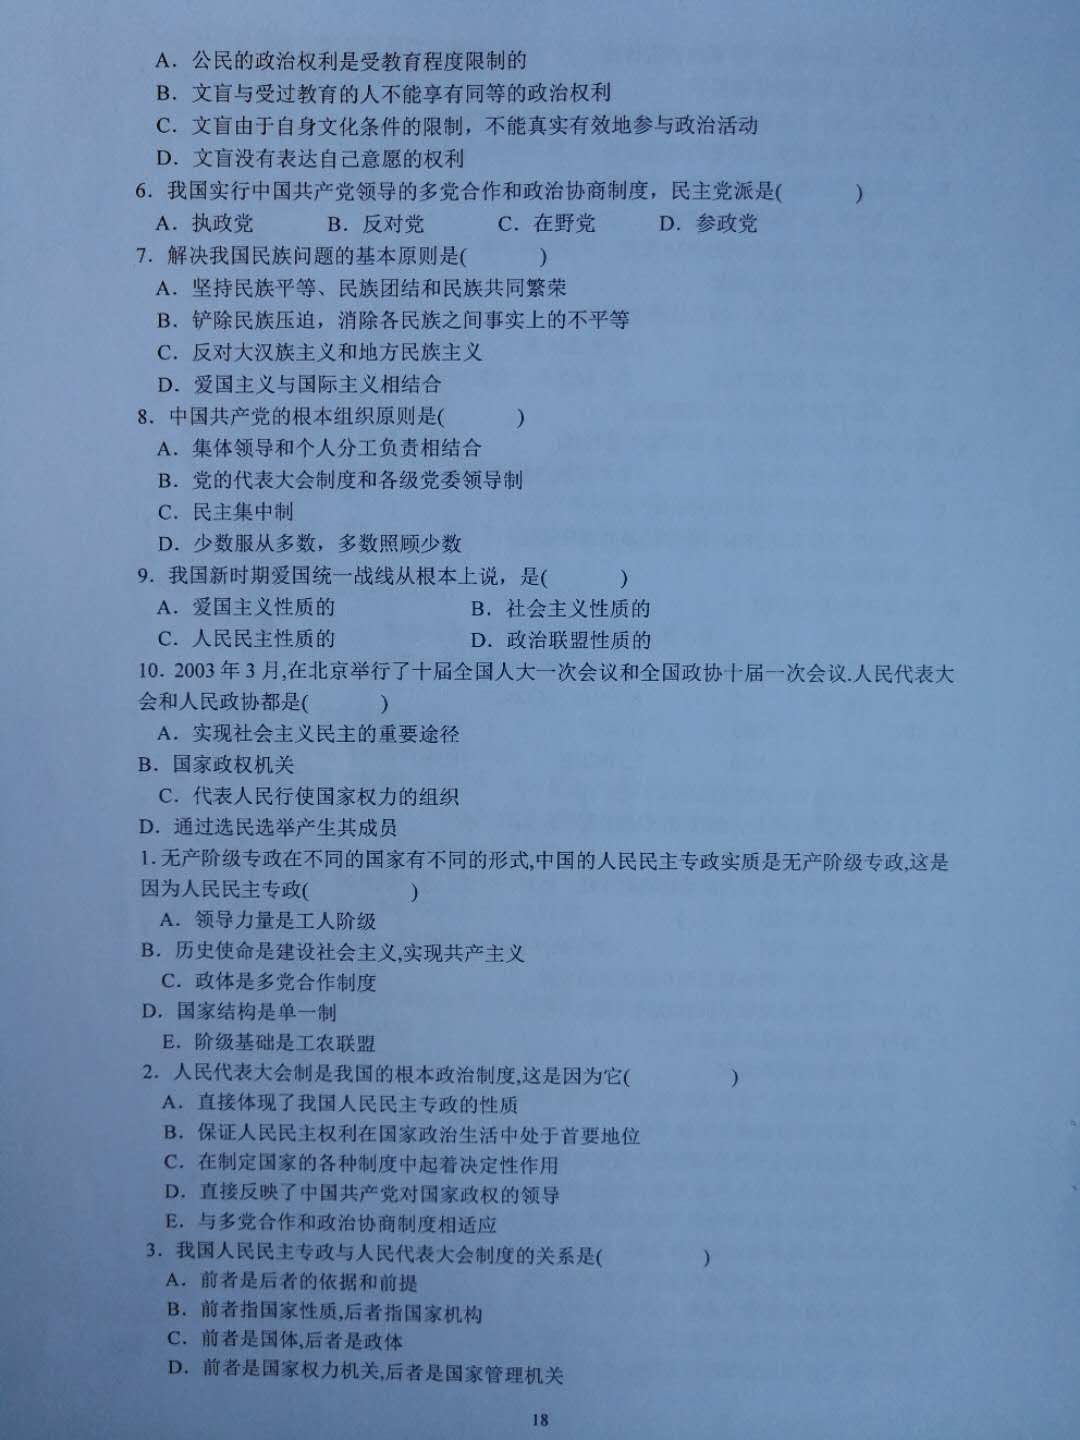 A．公民的政治权利是受教育程度限制的
B．文盲与受过教育的人不能享有同等的政治权利
C．文盲由于自身文化条件的限制，不能真实有效地参与政治活动
D．文盲没有表达自己意愿的权利
6．我国实行中国共产党领导的多党合作和政治协商制度，民主党派是(　　)
A．执政党　B．反对党　C．在野党　D．参政党
7．解决我国民族问题的基本原则是(　　)
A．坚持民族平等、民族团结和民族共同繁荣
B．铲除民族压迫，消除各民族之间事实上的不平等
C．反对大汉族主义和地方民族主义
D．爱国主义与国际主义相结合
8．中国共产党的根本组织原则是(　　)
A．集体领导和个人分工负责相结合
B．党的代表大会制度和各级党委领导制
C．民主集中制
D．少数服从多数，多数照顾少数
9．我国新时期爱国统一战线从根本上说，是(　　)
A．爱国主义性质的　B．社会主义性质的
C．人民民主性质的　D．政治联盟性质的
10．2003 年 3 月,在北京举行了十届全国人大一次会议和全国政协十届一次会议.人民代表大
会和人民政协都是(　　)
A．实现社会主义民主的重要途径
B．国家政权机关
C．代表人民行使国家权力的组织
D．通过选民选举产生其成员
1．无产阶级专政在不同的国家有不同的形式,中国的人民民主专政实质是无产阶级专政,这是
因为人民民主专政(　　)
A．领导力量是工人阶级
B．历史使命是建设社会主义,实现共产主义
C．政体是多党合作制度
D．国家结构是单一制
E．阶级基础是工农联盟
2．人民代表大会制是我国的根本政治制度,这是因为它(　　)
A．直接体现了我国人民民主专政的性质
B．保证人民民主权利在国家政治生活中处于首要地位
C．在制定国家的各种制度中起着决定性作用
D．直接反映了中国共产党对国家政权的领导
E．与多党合作和政治协商制度相适应
3．我国人民民主专政与人民代表大会制度的关系是(　　)
A．前者是后者的依据和前提
B．前者指国家性质,后者指国家机构
C．前者是国体,后者是政体
D．前者是国家权力机关,后者是国家管理机关
18